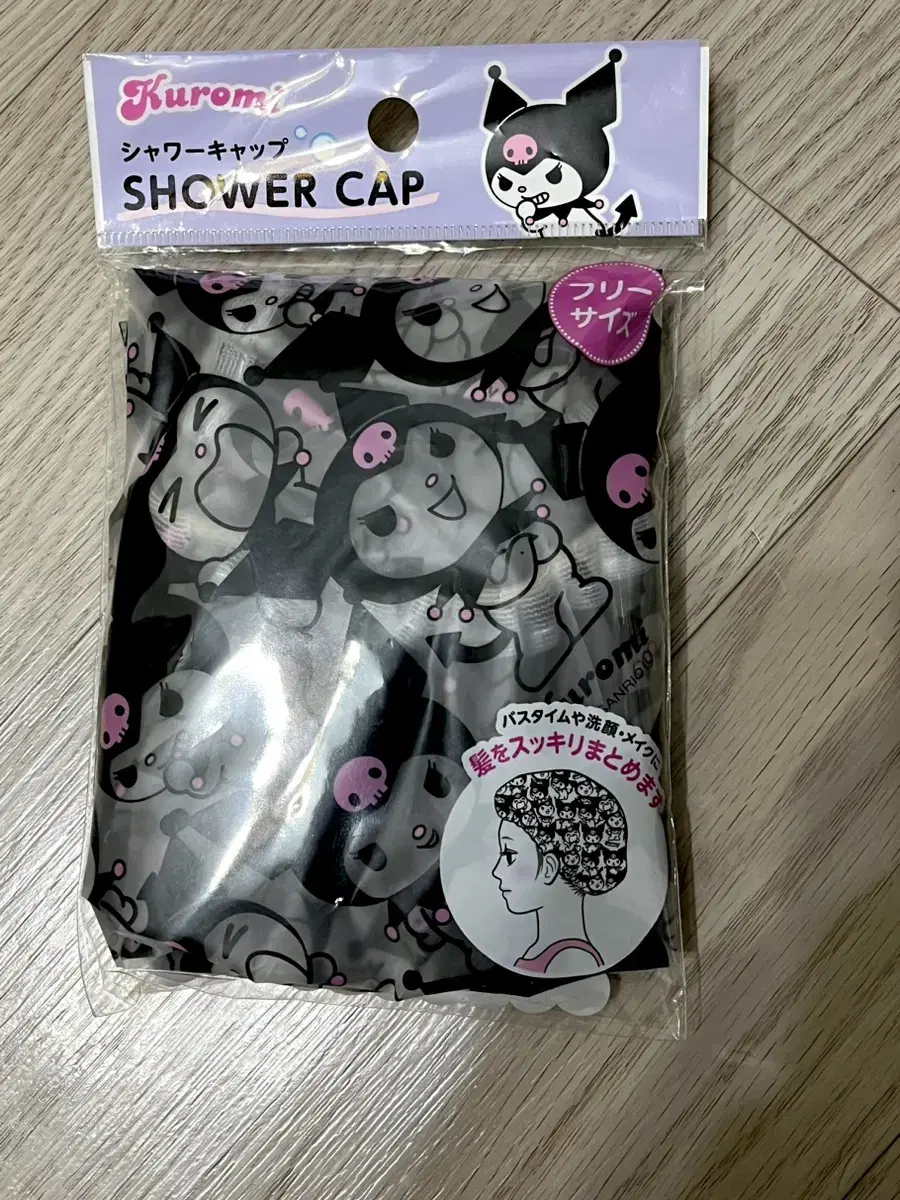 Kuromi
シャワーキャップ
SHOWER CAP
フリー
サイズ
uromi
SANRIO
バスタイムや洗顔・メイクに
髪をスッキリまとめます